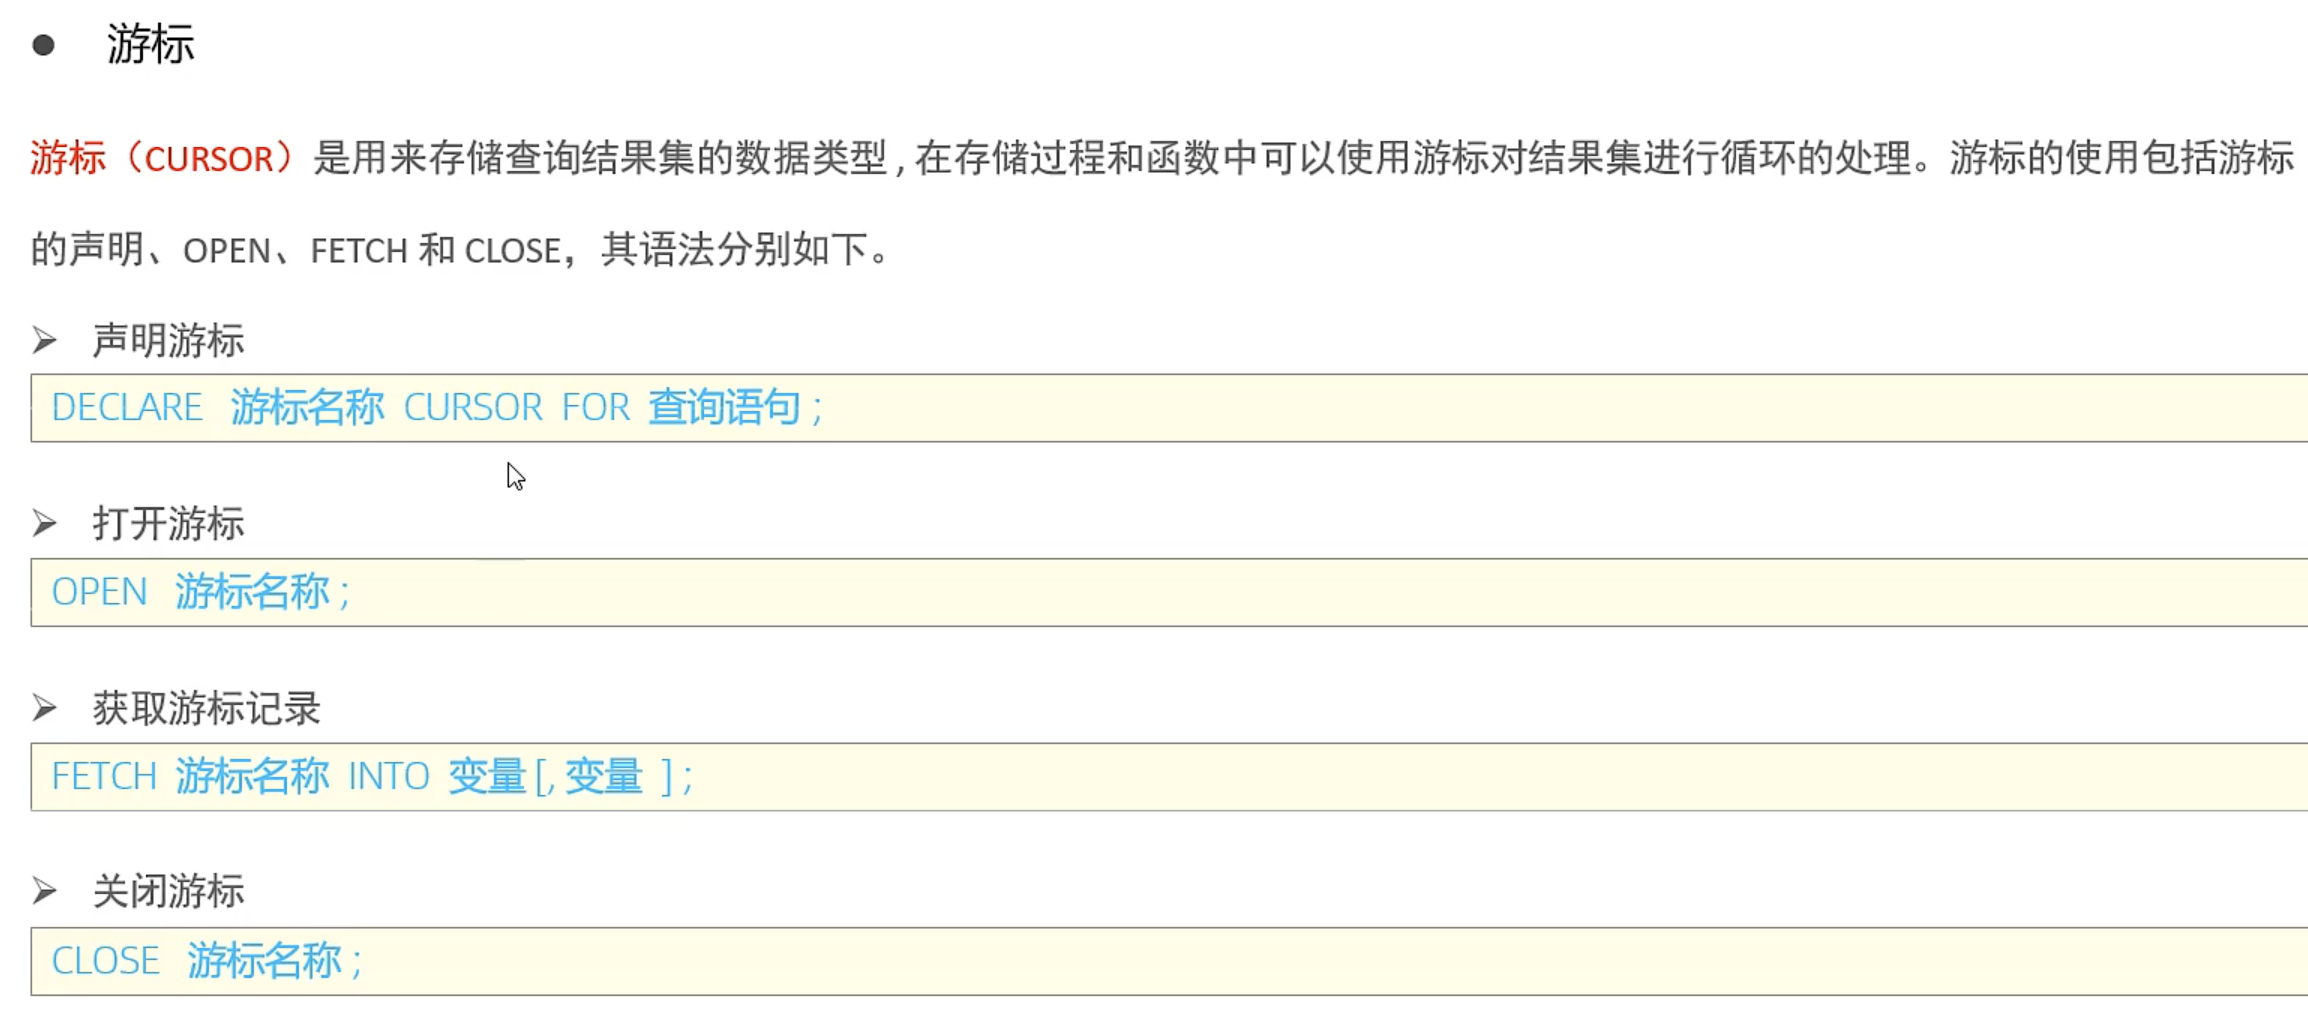 ● 游标
游标（CURSOR）是用来存储查询结果集的数据类型 , 在存储过程和函数中可以使用游标对结果集进行循环的处理。游标的使用包括游标
的声明、OPEN、FETCH 和 CLOSE，其语法分别如下。
➢ 声明游标
DECLARE 游标名称 CURSOR FOR 查询语句 ;
➢ 打开游标
OPEN 游标名称 ;
➢ 获取游标记录
FETCH 游标名称 INTO 变量 [, 变量 ] ;
➢ 关闭游标
CLOSE 游标名称 ;